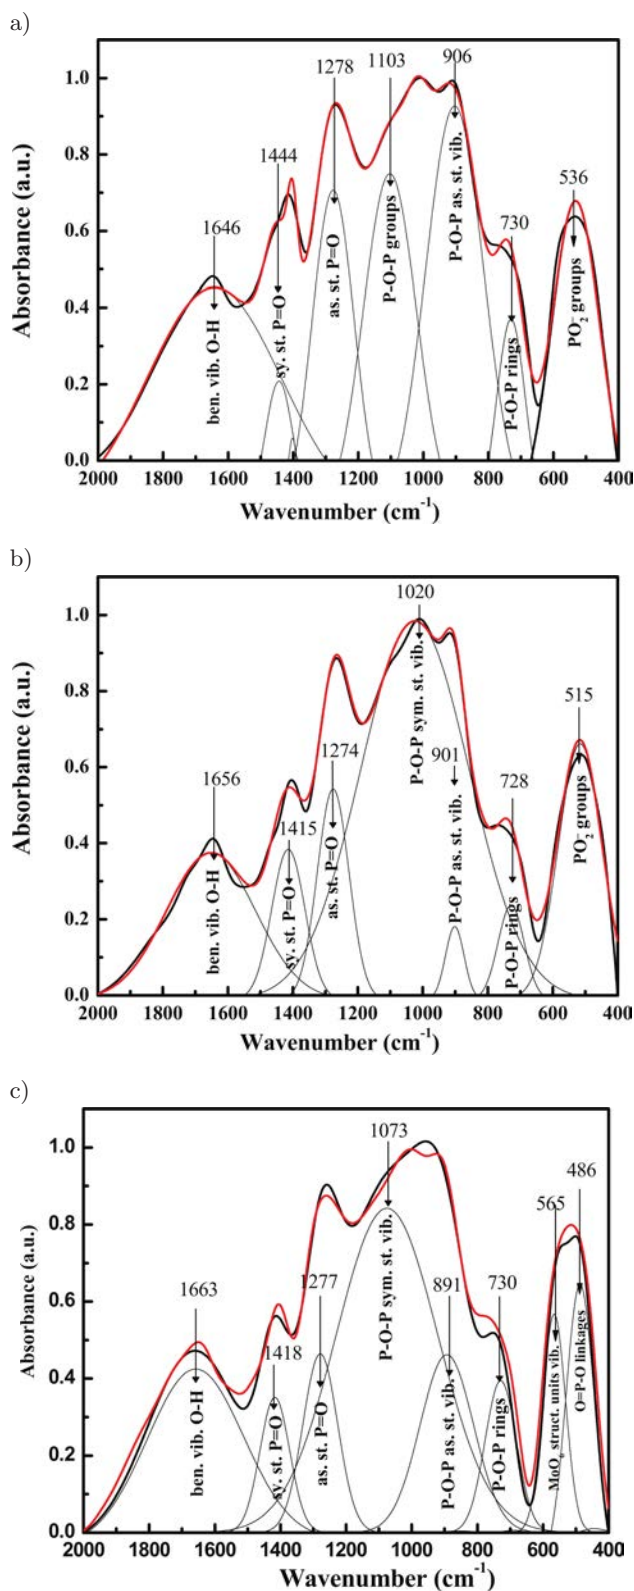 a)
1278 1103 906
1444
1646
536
730
ben. vib. O-H
sy. st. P=O
as. st. P=O
P-O-P groups
P-O-P as. st. vib.
P-O-P rings
PO2- groups
Absorbance (a.u.)
1.0
0.8
0.6
0.4
0.2
0.0
2000 1600 1400 1200 1000 800 600 400
Wavenumber (cm-1)
b)
1020
1656
1415
1274
901
728
515
ben. vib. O-H
sy. st. P=O
as. st. P=O
P-O-P sym. st. vib.
P-O-P as. st. vib.
P-O-P rings
PO2- groups
Absorbance (a.u.)
1.0
0.8
0.6
0.4
0.2
0.0
2000 1600 1400 1200 1000 800 600 400
Wavenumber (cm-1)
c)
1073
1663
1418
1277
891
730
565
486
ben. vib. O-H
sy. st. P=O
as. st. P=O
P-O-P sym. st. vib.
P-O-P as. st. vib.
P-O-P rings
struct. units vib.
O=P-O linkages
Absorbance (a.u.)
1.0
0.8
0.6
0.4
0.2
0.0
2000 1600 1400 1200 1000 800 600 400
Wavenumber (cm-1)